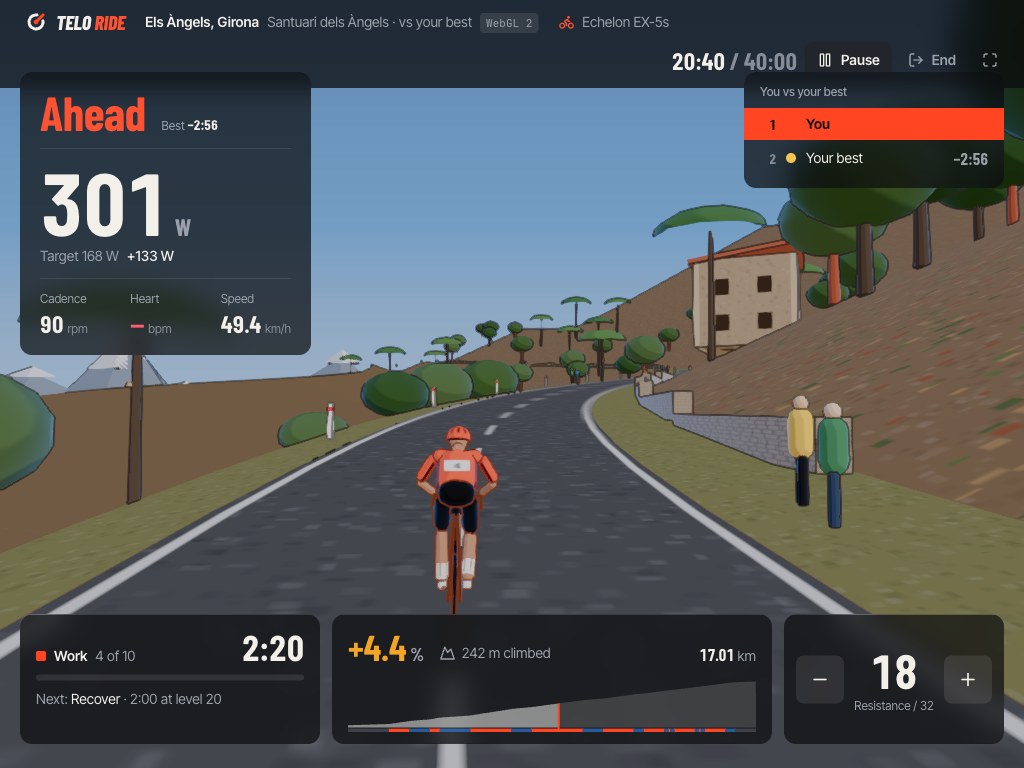 TELO RIDE Els Àngels, Girona Santuari dels Àngels · vs your best WebGL 2 Echelon EX-5s
20:40 / 40:00 Pause End
Ahead Best −2:56
301 W
Target 168 W +133 W
Cadence Heart Speed
90 rpm – bpm 49.4 km/h
You vs your best
1 You
2 Your best −2:56
4
Work 4 of 10 2:20
Next: Recover · 2:00 at level 20
+4.4 % 242 m climbed 17.01 km
− 18 +
Resistance / 32